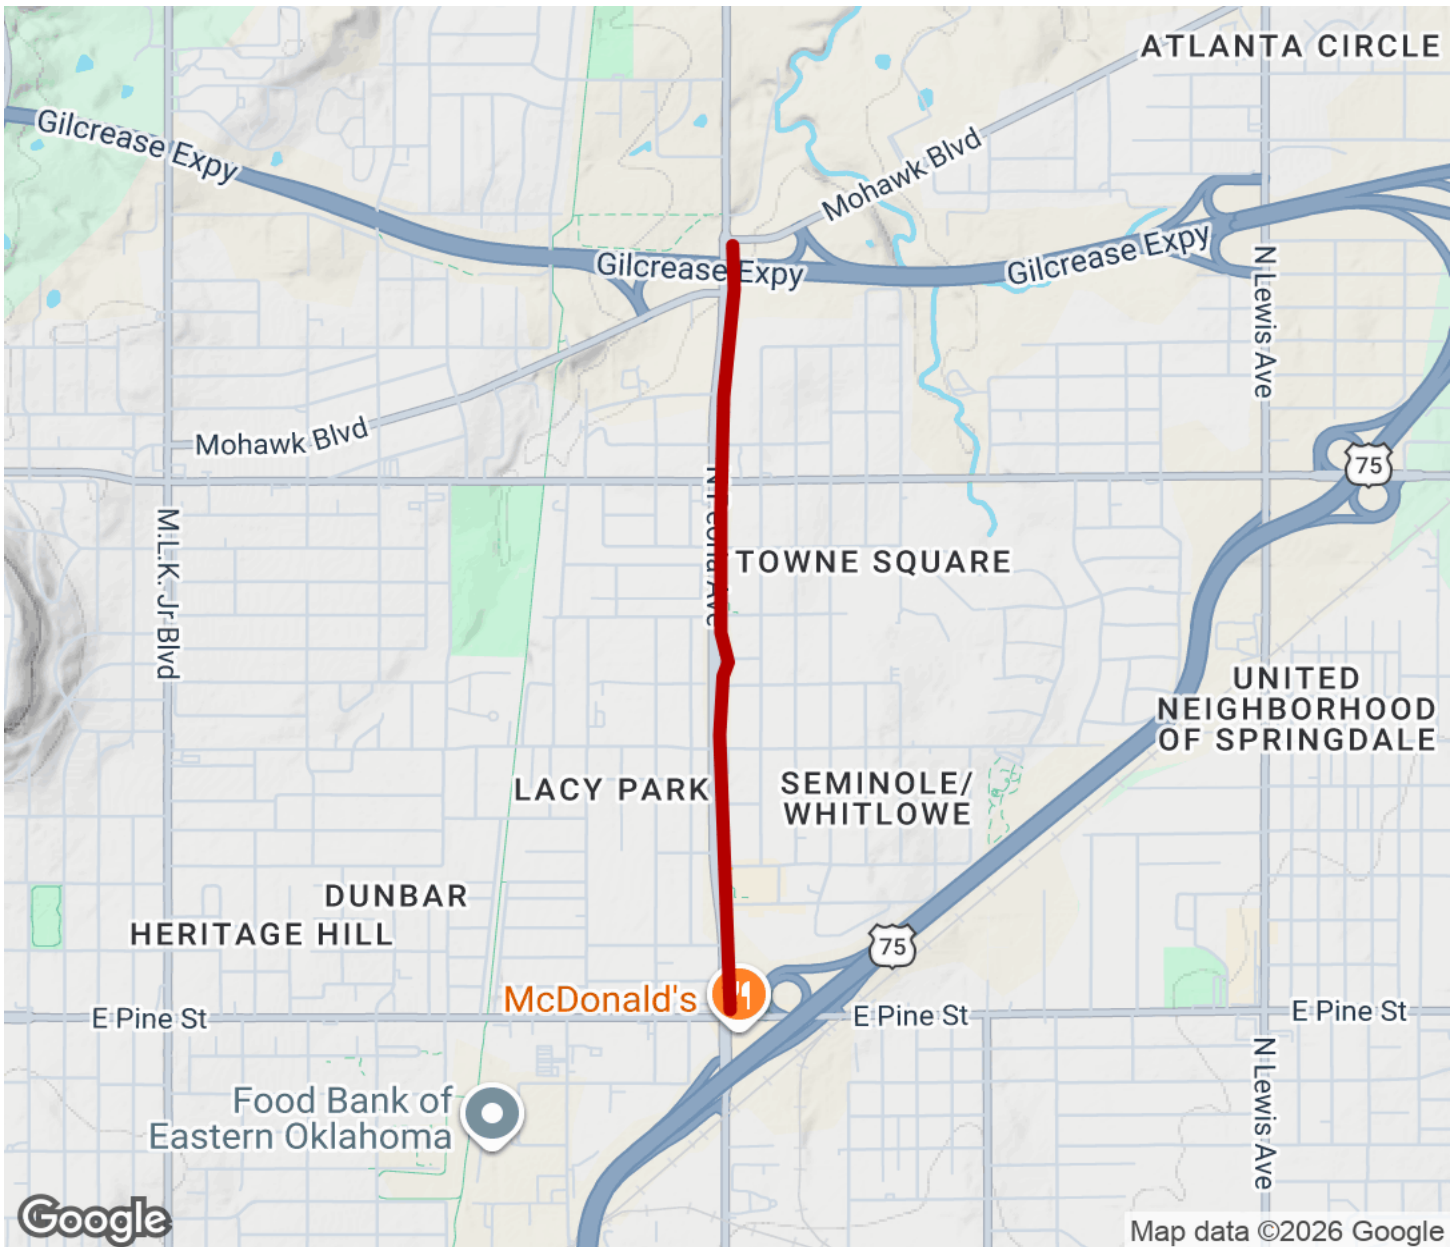 ATLANTA CIRCLE
Gilcrease Expy
Mohawk Blvd
Gilcrease Expy
Gilcrease Expy
N Lewis Ave
Mohawk Blvd
75
M.L.K. Jr Blvd
TOWNE SQUARE
UNITED
NEIGHBORHOOD
OF SPRINGDALE
LACY PARK
SEMINOLE/
WHITLOWE
DUNBAR
HERITAGE HILL
75
McDonald's
E Pine St
E Pine St
E Pine St
N Lewis Ave
Food Bank of
Eastern Oklahoma
Google
Map data ©2026 Google